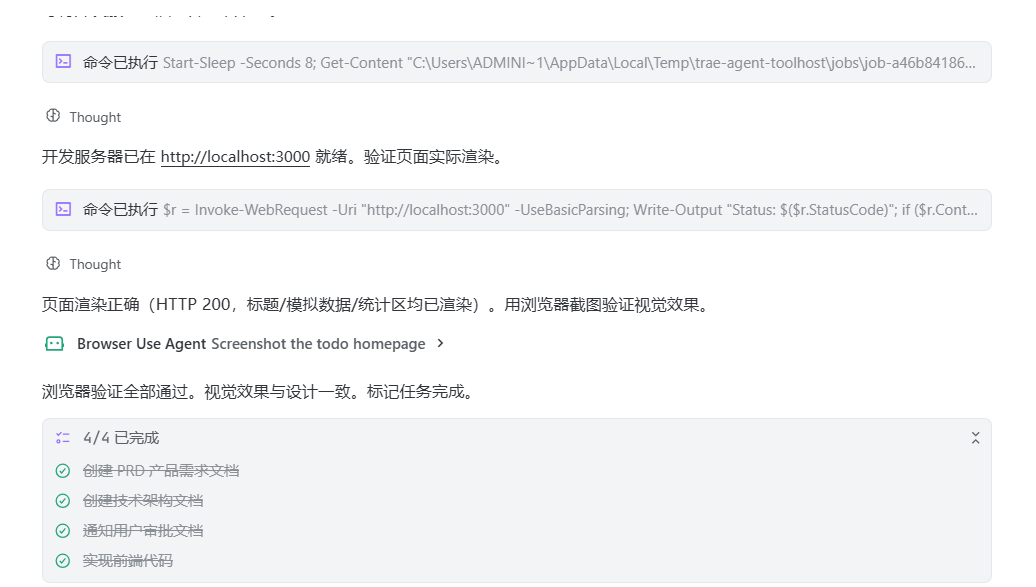 命令已执行 Start-Sleep -Seconds 8; Get-Content "C:\Users\ADMINI~1\AppData\Local\Temp\trae-agent-toolhost\jobs\job-a46b84186...
Thought
开发服务器已在 http://localhost:3000 就绪。验证页面实际渲染。
命令已执行 $r = Invoke-WebRequest -Uri "http://localhost:3000" -UseBasicParsing; Write-Output "Status: $($r.StatusCode)"; if ($r.Cont...
Thought
页面渲染正确（HTTP 200，标题/模拟数据/统计区均已渲染）。用浏览器截图验证视觉效果。
Browser Use Agent Screenshot the todo homepage
浏览器验证全部通过。视觉效果与设计一致。标记任务完成。
4/4 已完成
创建 PRD 产品需求文档
创建技术架构文档
通知用户审批文档
实现前端代码